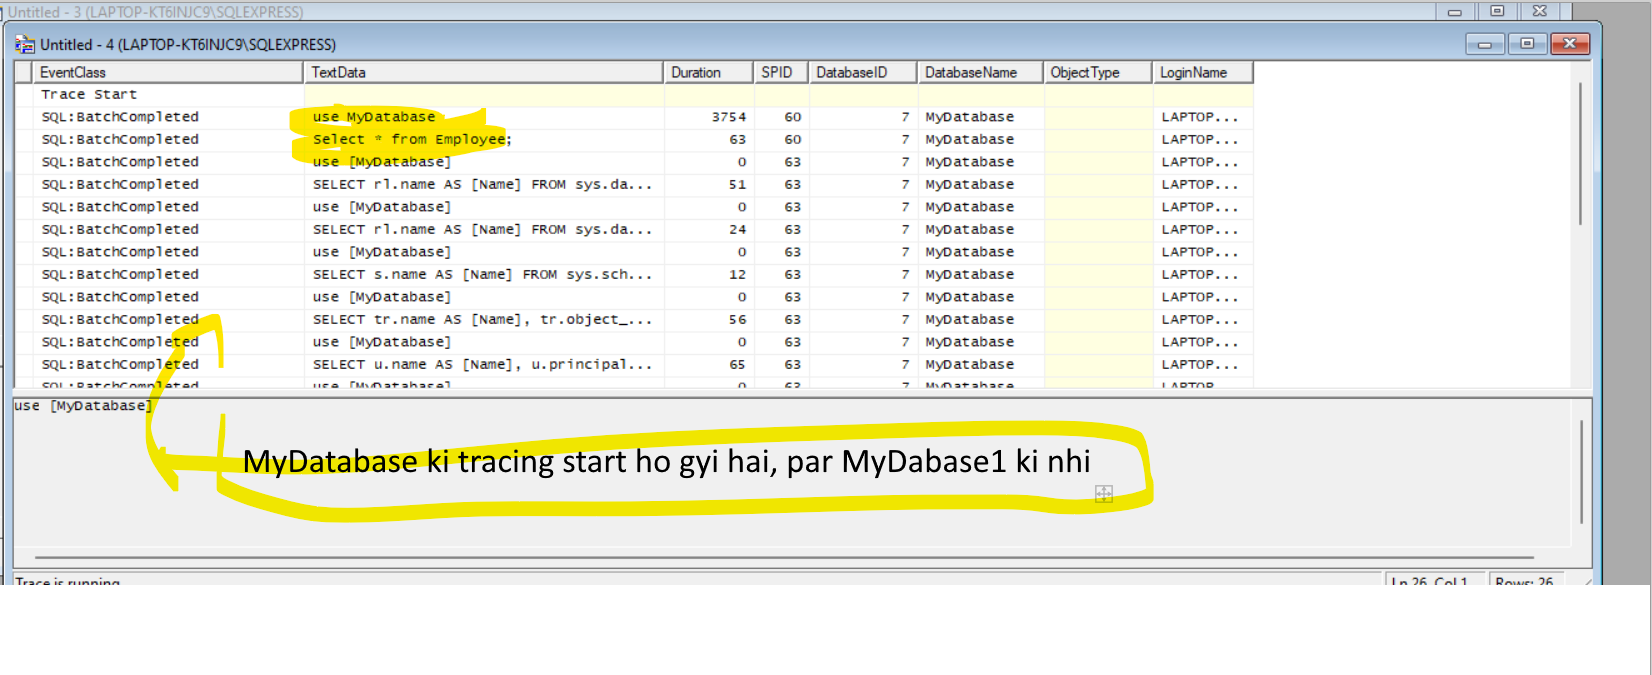 Untitled - 3 (LAPTOP-KT6INJC9\SQLEXPRESS)
Untitled - 4 (LAPTOP-KT6INJC9\SQLEXPRESS)
EventClass TextData Duration SPID DatabaseID DatabaseName ObjectType LoginName
Trace Start
SQL:BatchCompleted use MyDatabase 3754 60 7 MyDatabase LAPTOP...
SQL:BatchCompleted Select * from Employee; 63 60 7 MyDatabase LAPTOP...
SQL:BatchCompleted use [MyDatabase] 0 63 7 MyDatabase LAPTOP...
SQL:BatchCompleted SELECT rl.name AS [Name] FROM sys.da... 51 63 7 MyDatabase LAPTOP...
SQL:BatchCompleted use [MyDatabase] 0 63 7 MyDatabase LAPTOP...
SQL:BatchCompleted SELECT rl.name AS [Name] FROM sys.da... 24 63 7 MyDatabase LAPTOP...
SQL:BatchCompleted use [MyDatabase] 0 63 7 MyDatabase LAPTOP...
SQL:BatchCompleted SELECT s.name AS [Name] FROM sys.sch... 12 63 7 MyDatabase LAPTOP...
SQL:BatchCompleted use [MyDatabase] 0 63 7 MyDatabase LAPTOP...
SQL:BatchCompleted SELECT tr.name AS [Name], tr.object_... 56 63 7 MyDatabase LAPTOP...
SQL:BatchCompleted use [MyDatabase] 0 63 7 MyDatabase LAPTOP...
SQL:BatchCompleted SELECT u.name AS [Name], u.principal... 65 63 7 MyDatabase LAPTOP...
SQL:BatchCompleted use [MyDatabase] 0 63 7 MyDatabase LAPTOP
use [MyDatabase]
MyDatabase ki tracing start ho gyi hai, par MyDabase1 ki nhi
Trace is running Ln 26, Col 1 Rows: 26